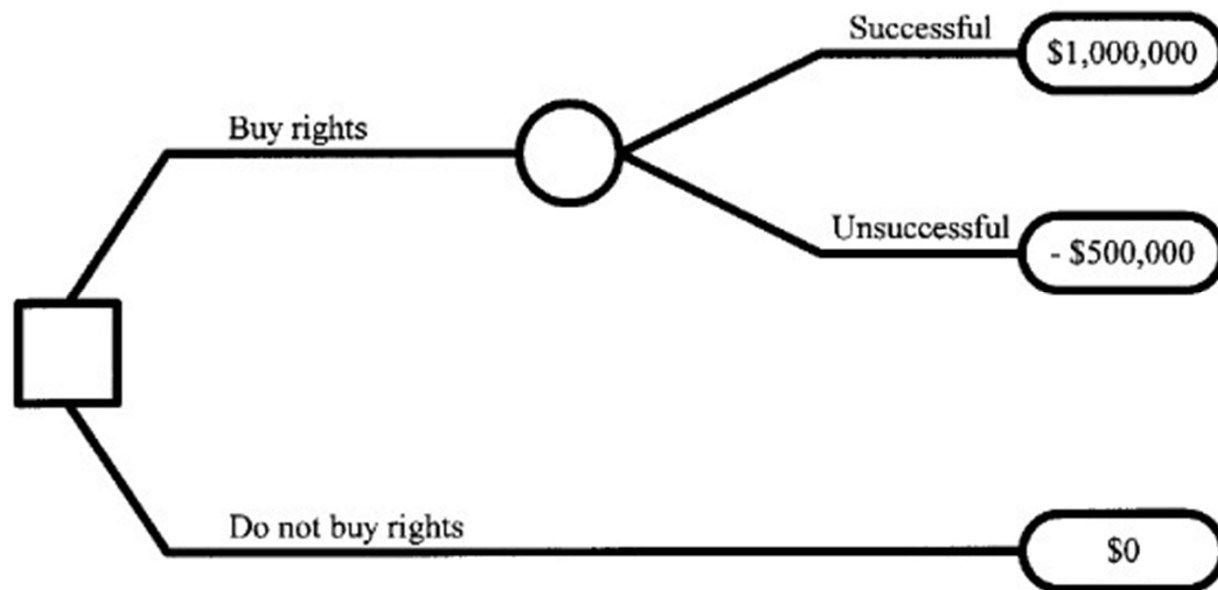 Successful
$1,000,000
Buy rights
Unsuccessful
- $500,000
Do not buy rights
$0